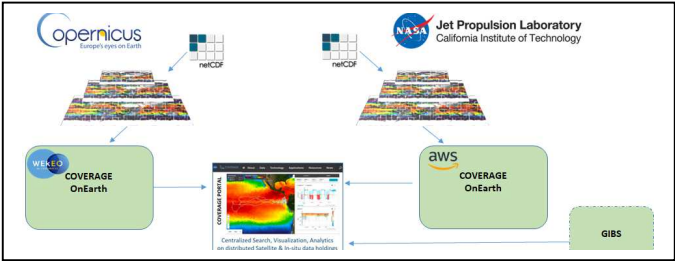 opernicus
Europe's eyes on Earth
netCDF
netCDF
NASA
Jet Propulsion Laboratory
California Institute of Technology
WEKEO
COVERAGE
OnEarth
aws
COVERAGE
OnEarth
COVERAGE PORTAL
Centralized Search, Visualization, Analytics
on distributed Satellite & In-situ data holdings
GIBS